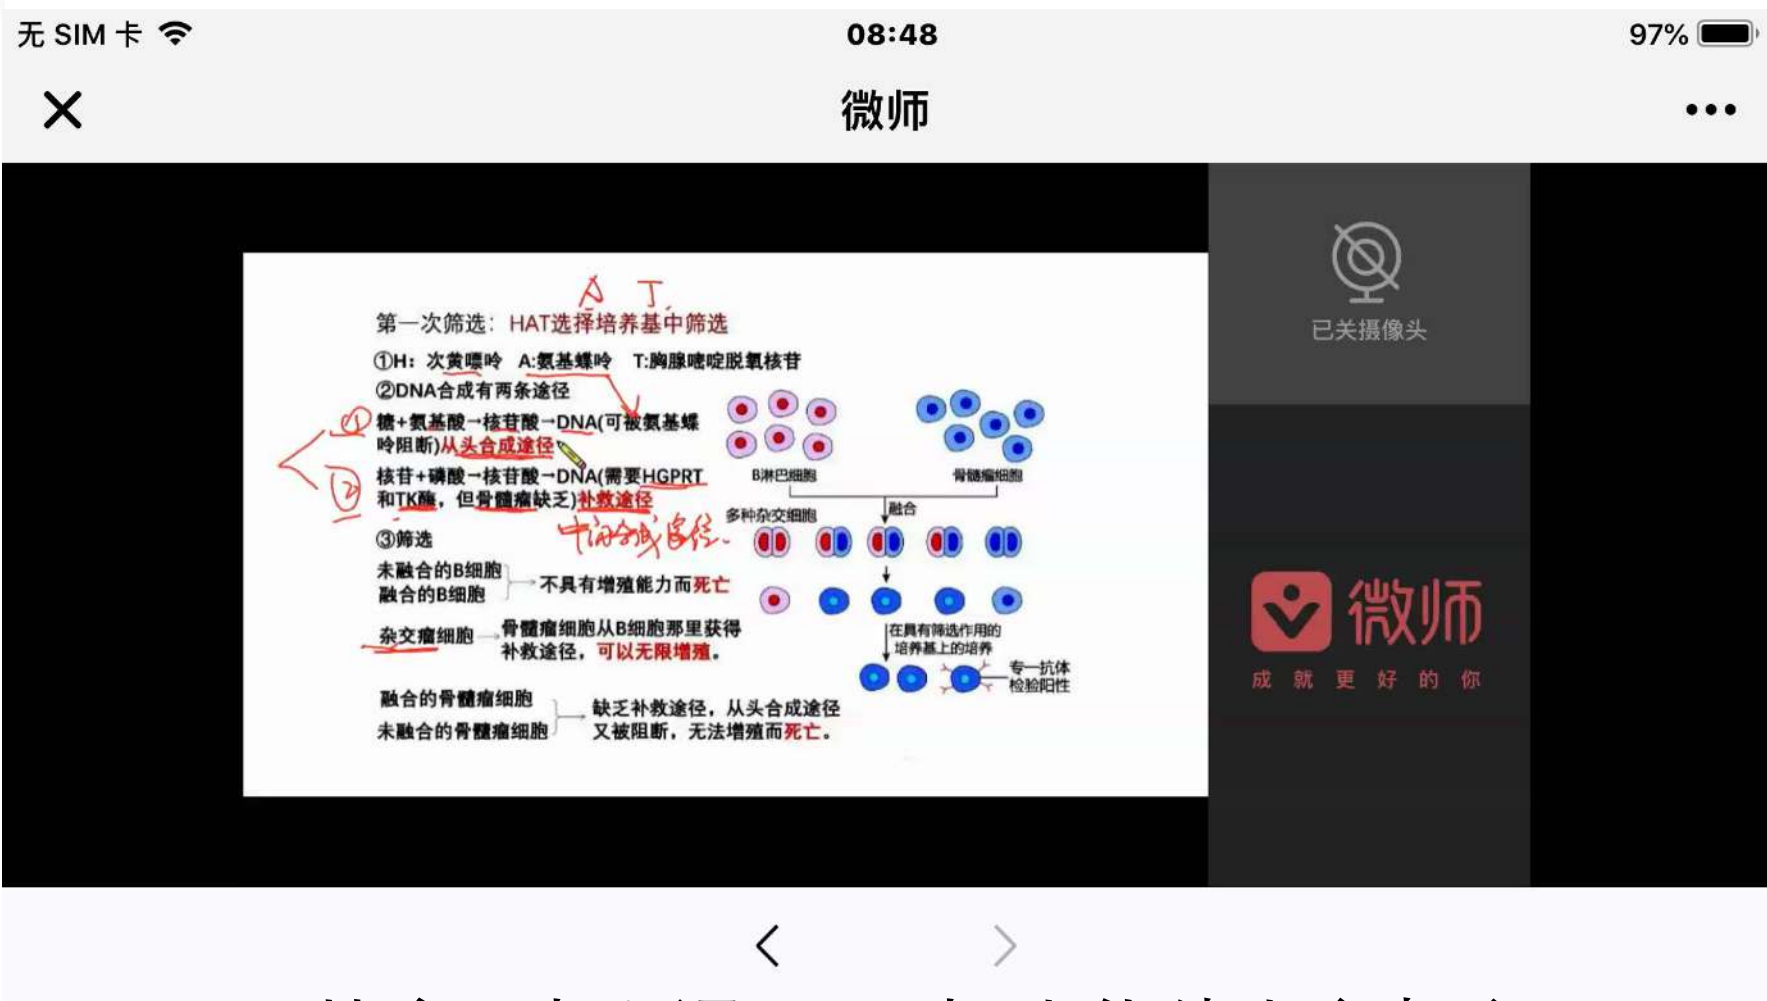 无 SIM 卡
08:48
97%
微师
A T
第一次筛选：HAT选择培养基中筛选
①H：次黄嘌呤 A:氨基蝶呤 T:胸腺嘧啶脱氧核苷
②DNA合成有两条途径
①糖+氨基酸→核苷酸→DNA(可被氨基蝶
呤阻断)从头合成途径
②核苷+磷酸→核苷酸→DNA(需要HGPRT
和TK酶，但骨髓瘤缺乏)补救途径
中间合成途径.
③筛选
未融合的B细胞
融合的B细胞
不具有增殖能力而死亡
杂交瘤细胞
骨髓瘤细胞从B细胞那里获得
补救途径，可以无限增殖。
融合的骨髓瘤细胞
未融合的骨髓瘤细胞
缺乏补救途径，从头合成途径
又被阻断，无法增殖而死亡。
B淋巴细胞
骨髓瘤细胞
融合
多种杂交细胞
在具有筛选作用的
培养基上的培养
专一抗体
检验阳性
已关摄像头
微师
成就更好的你